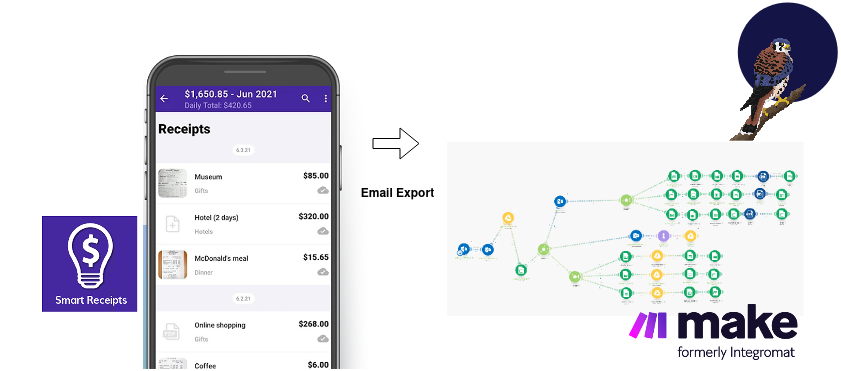 $1,650.85 - Jun 2021
Daily Total: $420.65
Receipts
6.3.21
Museum $85.00
Gifts
Hotel (2 days) $320.00
Hotels
McDonald's meal $15.65
Dinner
6.2.21
Online shopping $268.00
Gifts
Coffee $6.00
Smart Receipts
Email Export
make
formerly Integromat